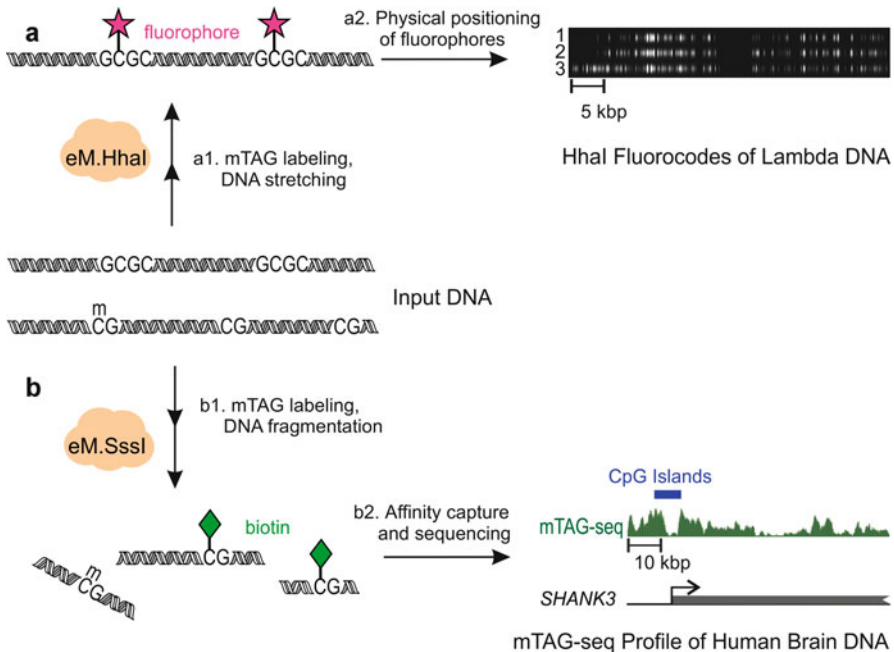 a
fluorophore
GCGC GCGC
a2. Physical positioning
of fluorophores
1
2
3
5 kbp
HhaI Fluorocodes of Lambda DNA
eM.HhaI
a1. mTAG labeling,
DNA stretching
GCGC GCGC
Input DNA
m
CG CG CG
b
eM.SssI
b1. mTAG labeling,
DNA fragmentation
biotin
m
CG
CG
CG
b2. Affinity capture
and sequencing
CpG Islands
mTAG-seq
10 kbp
SHANK3
mTAG-seq Profile of Human Brain DNA